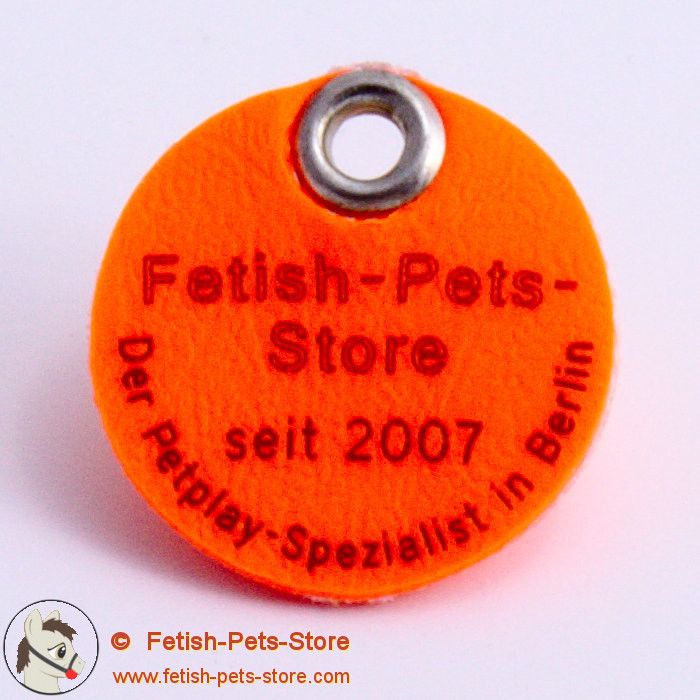 Fetish-Pets-
Store
seit 2007
Der Petplay-Spezialist in Berlin
© Fetish-Pets-Store
www.fetish-pets-store.com